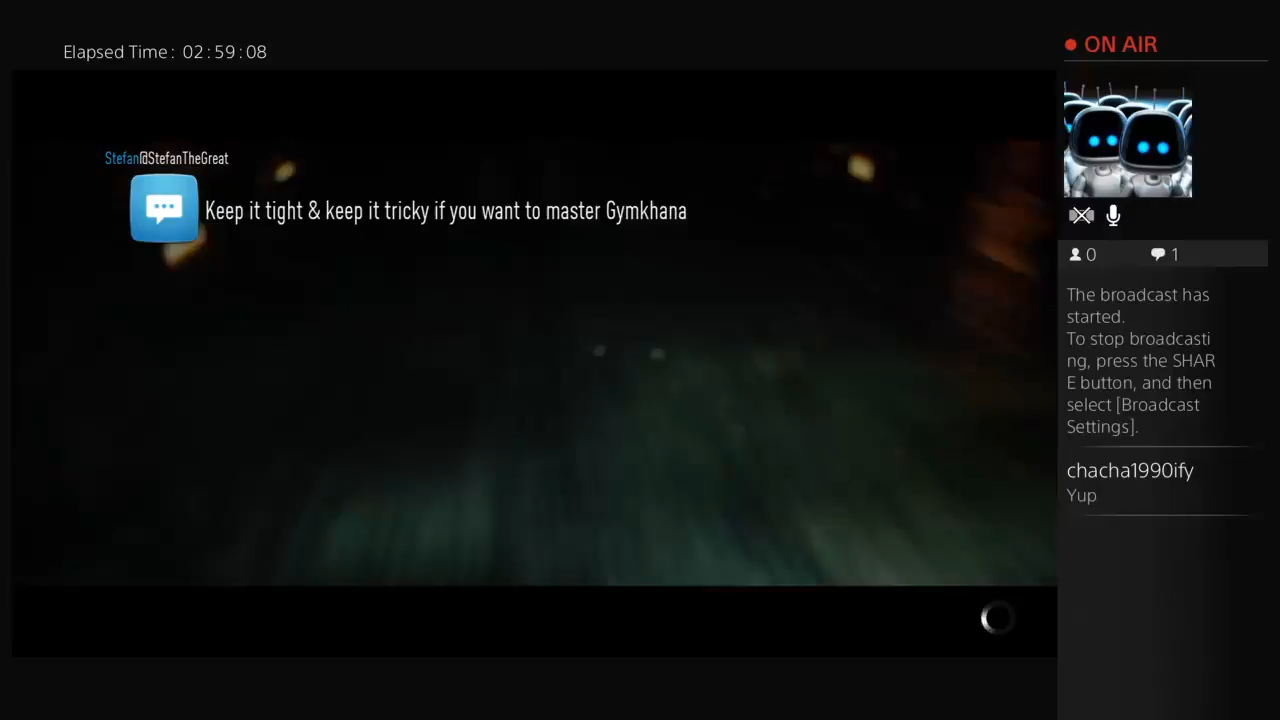 Elapsed Time: 02:59:08
ON AIR
Stefan@StefanTheGreat
Keep it tight & keep it tricky if you want to master Gymkhana
0 1
The broadcast has
started.
To stop broadcasti
ng, press the SHAR
E button, and then
select [Broadcast
Settings].
chacha1990ify
Yup